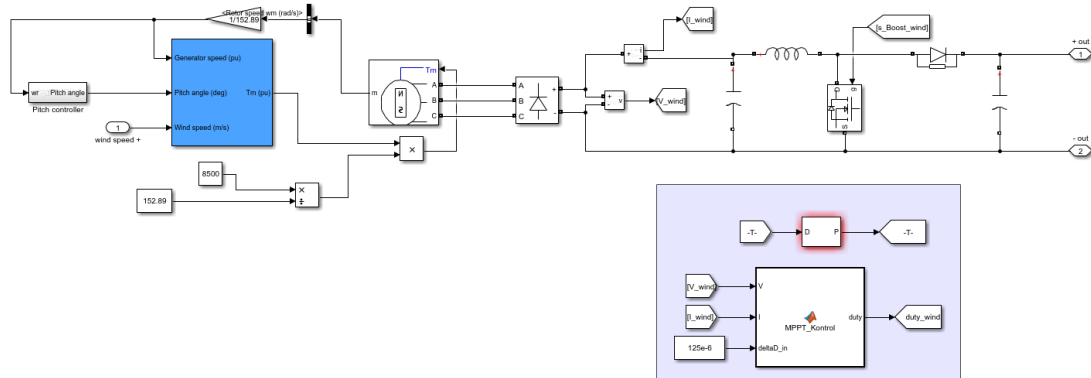 <Rotor speed wm (rad/s)>
1/152.89
Generator speed (pu)
Pitch angle (deg)
Tm (pu)
Wind speed (m/s)
wr
Pitch angle
Pitch controller
1
wind speed +
8500
152.89
×
÷
×
m
Tm
N
S
A
B
C
A
B
C
+
-
+
-
i
+
-
v
[I_wind]
[V_wind]
[s_Boost_wind]
g
D
S
+ out
1
- out
2
-T-
D
P
-T-
[V_wind]
[I_wind]
125e-6
V
I
deltaD_in
MPPT_Kontrol
duty
duty_wind